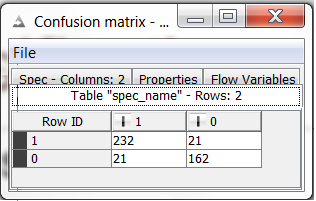 Confusion matrix - ...
File
Spec - Columns: 2 Properties Flow Variables
Table "spec_name" - Rows: 2
Row ID 1 0
1 232 21
0 21 162